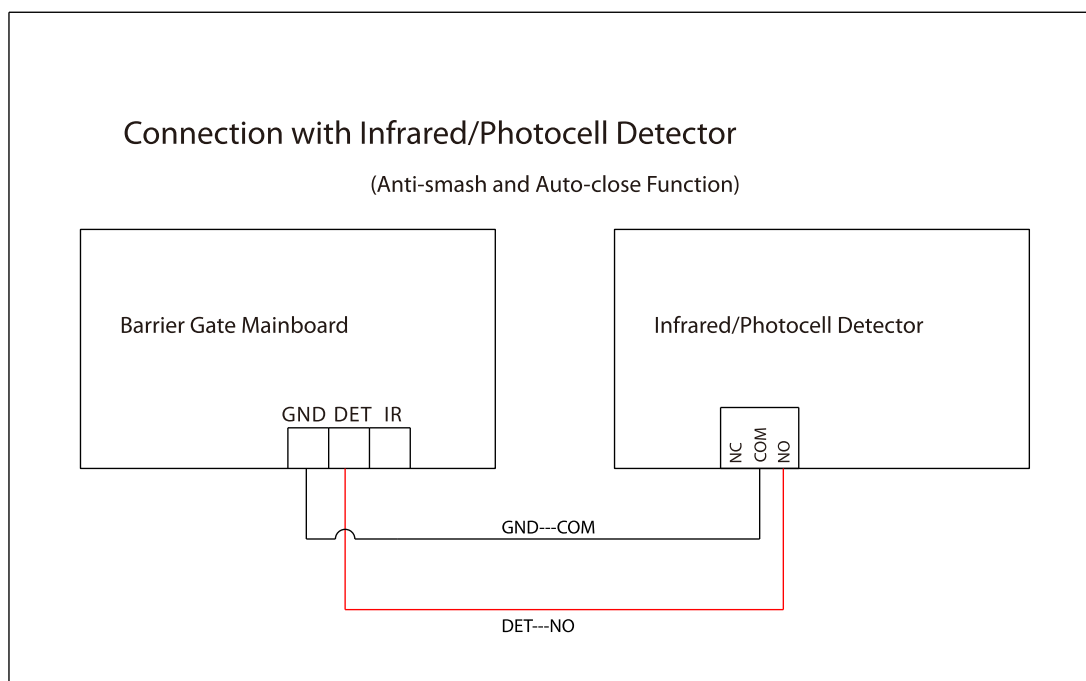 Connection with Infrared/Photocell Detector
(Anti-smash and Auto-close Function)
Barrier Gate Mainboard
Infrared/Photocell Detector
GND DET IR
NC
COM
NO
GND---COM
DET---NO